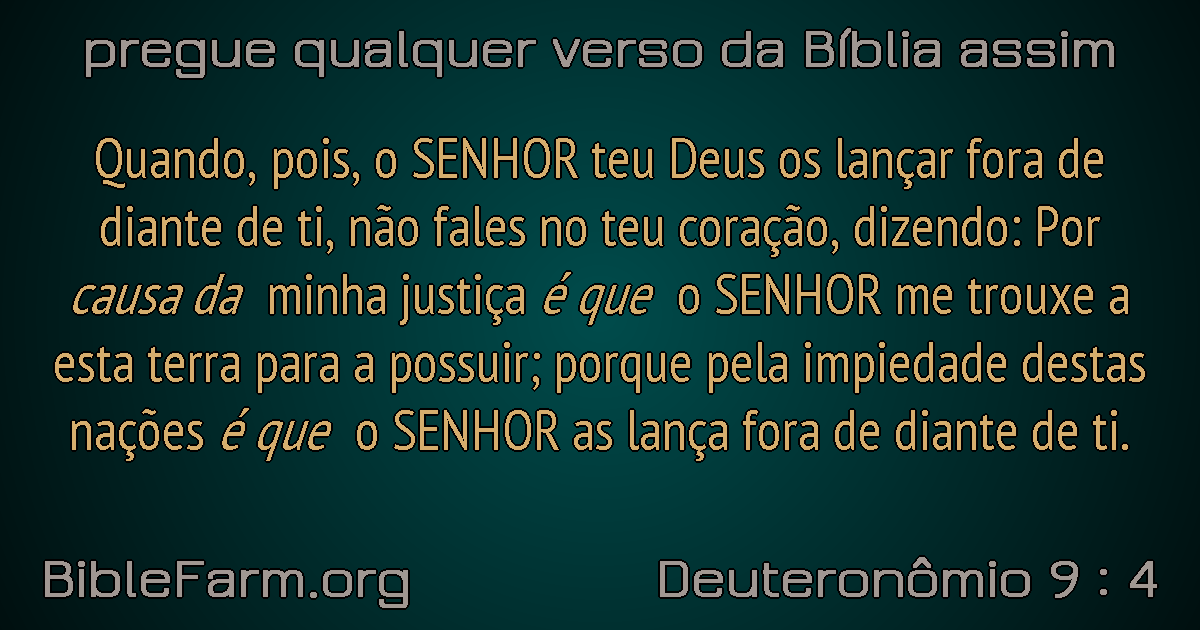 pregue qualquer verso da Bíblia assim
Quando, pois, o SENHOR teu Deus os lançar fora de
diante de ti, não fales no teu coração, dizendo: Por
causa da minha justiça é que o SENHOR me trouxe a
esta terra para a possuir; porque pela impiedade destas
nações é que o SENHOR as lança fora de diante de ti.
BibleFarm.org
Deuteronômio 9 : 4